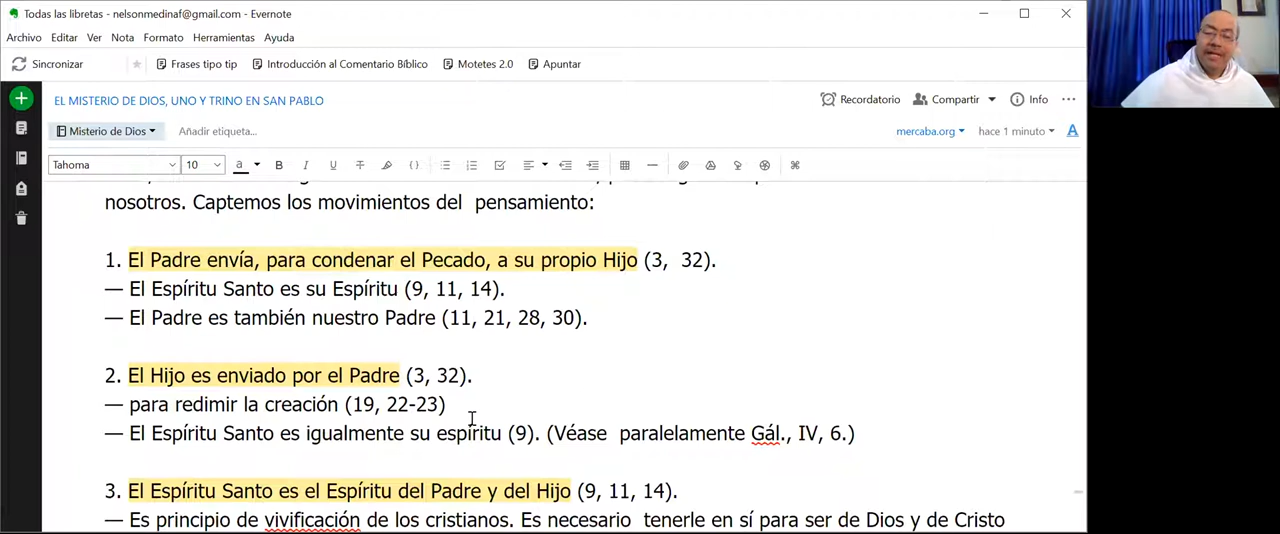 Todas las libretas - nelsonmedinaf@gmail.com - Evernote
Archivo Editar Ver Nota Formato Herramientas Ayuda
Sincronizar Frases tipo tip Introducción al Comentario Bíblico Motetes 2.0 Apuntar
EL MISTERIO DE DIOS, UNO Y TRINO EN SAN PABLO
Recordatorio Compartir Info
Misterio de Dios Añadir etiqueta... mercaba.org hace 1 minuto
Tahoma 10
nosotros. Captemos los movimientos del pensamiento:
1. El Padre envía, para condenar el Pecado, a su propio Hijo (3, 32).
— El Espíritu Santo es su Espíritu (9, 11, 14).
— El Padre es también nuestro Padre (11, 21, 28, 30).
2. El Hijo es enviado por el Padre (3, 32).
— para redimir la creación (19, 22-23)
— El Espíritu Santo es igualmente su espíritu (9). (Véase paralelamente Gál., IV, 6.)
3. El Espíritu Santo es el Espíritu del Padre y del Hijo (9, 11, 14).
— Es principio de vivificación de los cristianos. Es necesario tenerle en sí para ser de Dios y de Cristo